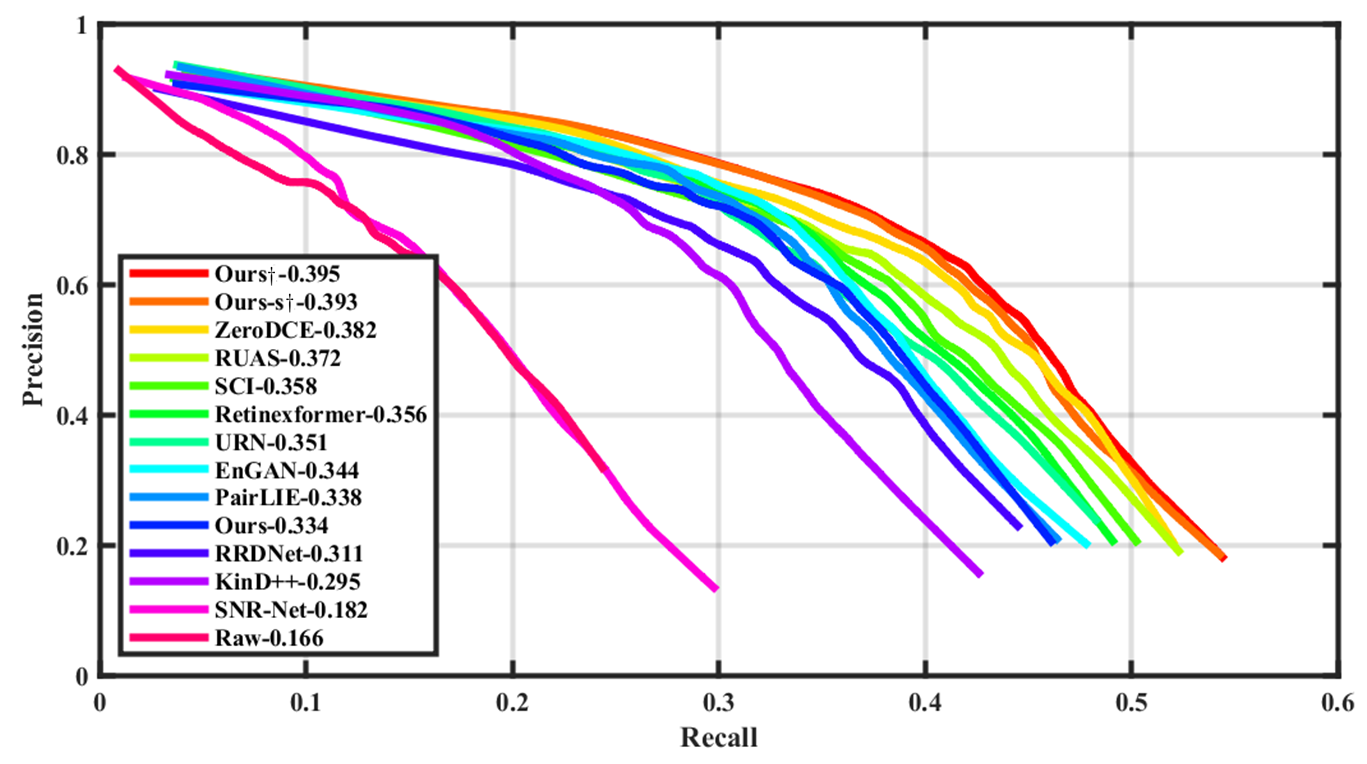 1
0.8
0.6
0.4
0.2
0
Precision
Ours†-0.395
Ours-s†-0.393
ZeroDCE-0.382
RUAS-0.372
SCI-0.358
Retinexformer-0.356
URN-0.351
EnGAN-0.344
PairLIE-0.338
Ours-0.334
RRDNet-0.311
KinD++-0.295
SNR-Net-0.182
Raw-0.166
0 0.1 0.2 0.3 0.4 0.5 0.6
Recall